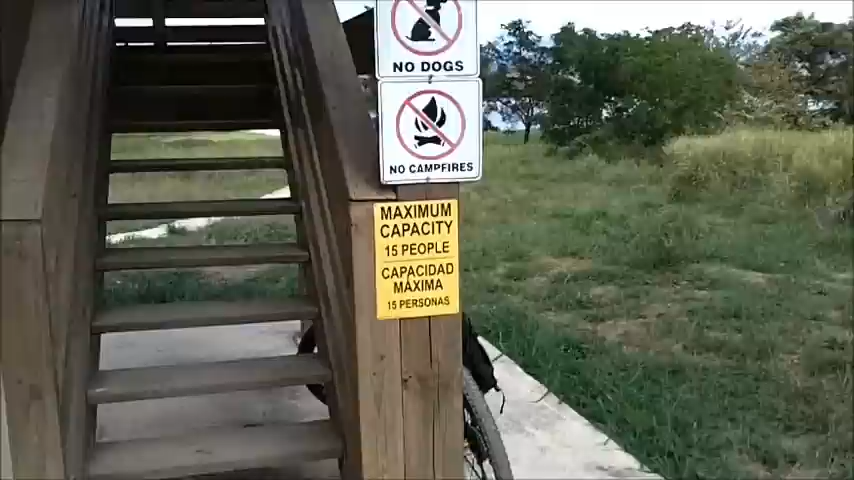 NO DOGS
NO CAMPFIRES
MAXIMUM
CAPACITY
15 PEOPLE
CAPACIDAD
MÁXIMA
15 PERSONAS